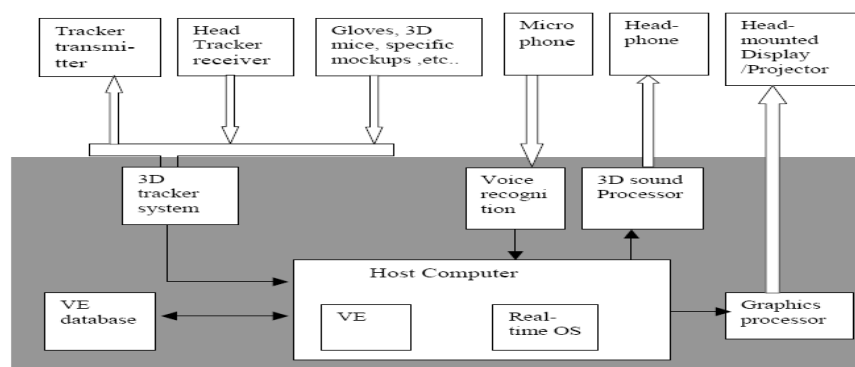 Tracker
transmi-
tter
Head
Tracker
receiver
Gloves, 3D
mice, specific
mockups ,etc..
Micro
phone
Head-
phone
Head-
mounted
Display
/Projector
3D
tracker
system
Voice
recogni
tion
3D sound
Processor
Host Computer
VE
database
VE
Real-
time OS
Graphics
processor